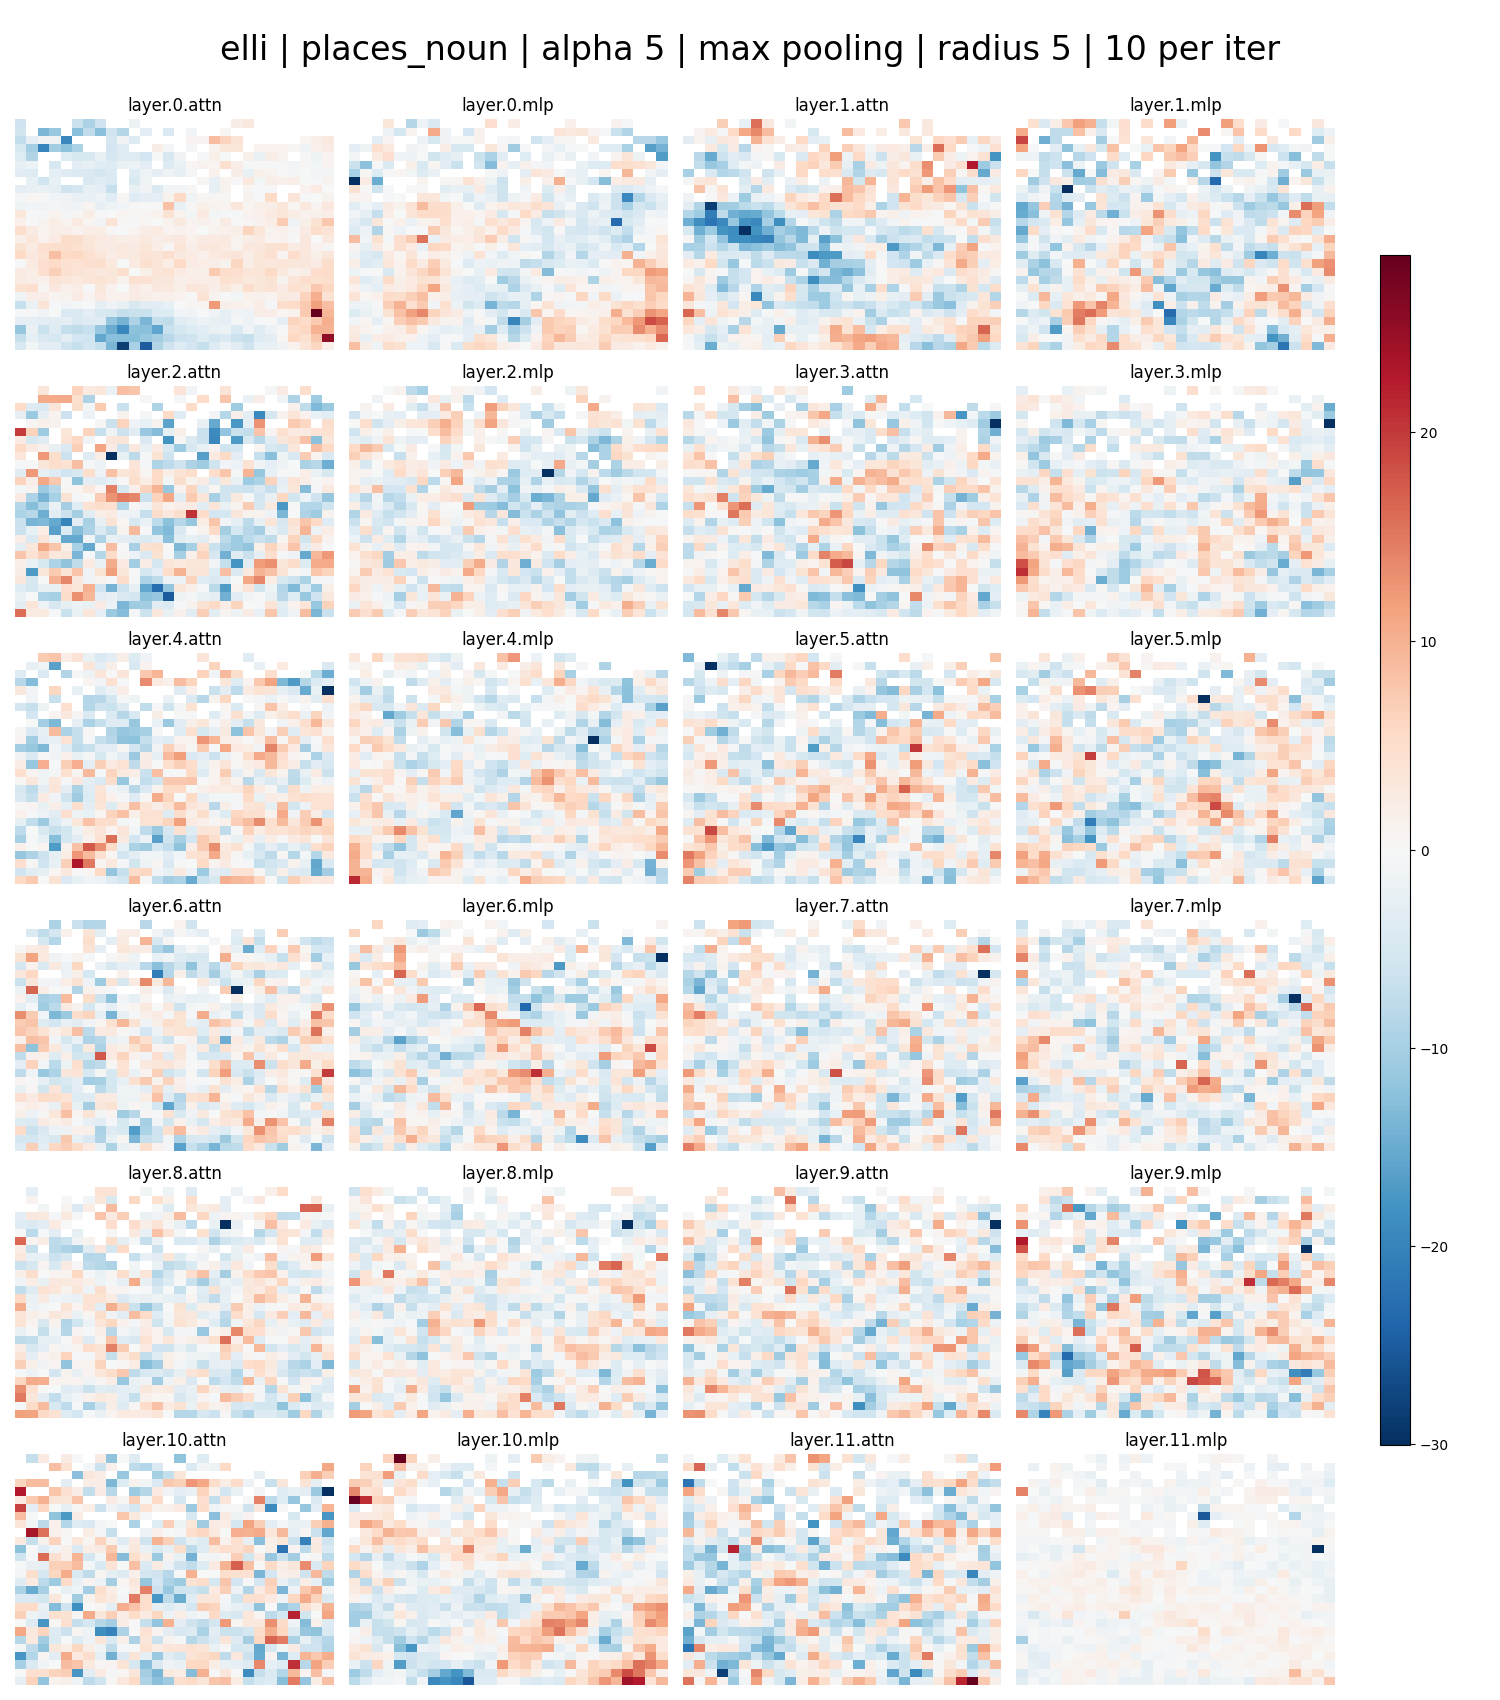 elli | places_noun | alpha 5 | max pooling | radius 5 | 10 per iter
layer.0.attn layer.0.mlp layer.1.attn layer.1.mlp
layer.2.attn layer.2.mlp layer.3.attn layer.3.mlp
layer.4.attn layer.4.mlp layer.5.attn layer.5.mlp
layer.6.attn layer.6.mlp layer.7.attn layer.7.mlp
layer.8.attn layer.8.mlp layer.9.attn layer.9.mlp
layer.10.attn layer.10.mlp layer.11.attn layer.11.mlp
20
10
0
−10
−20
−30